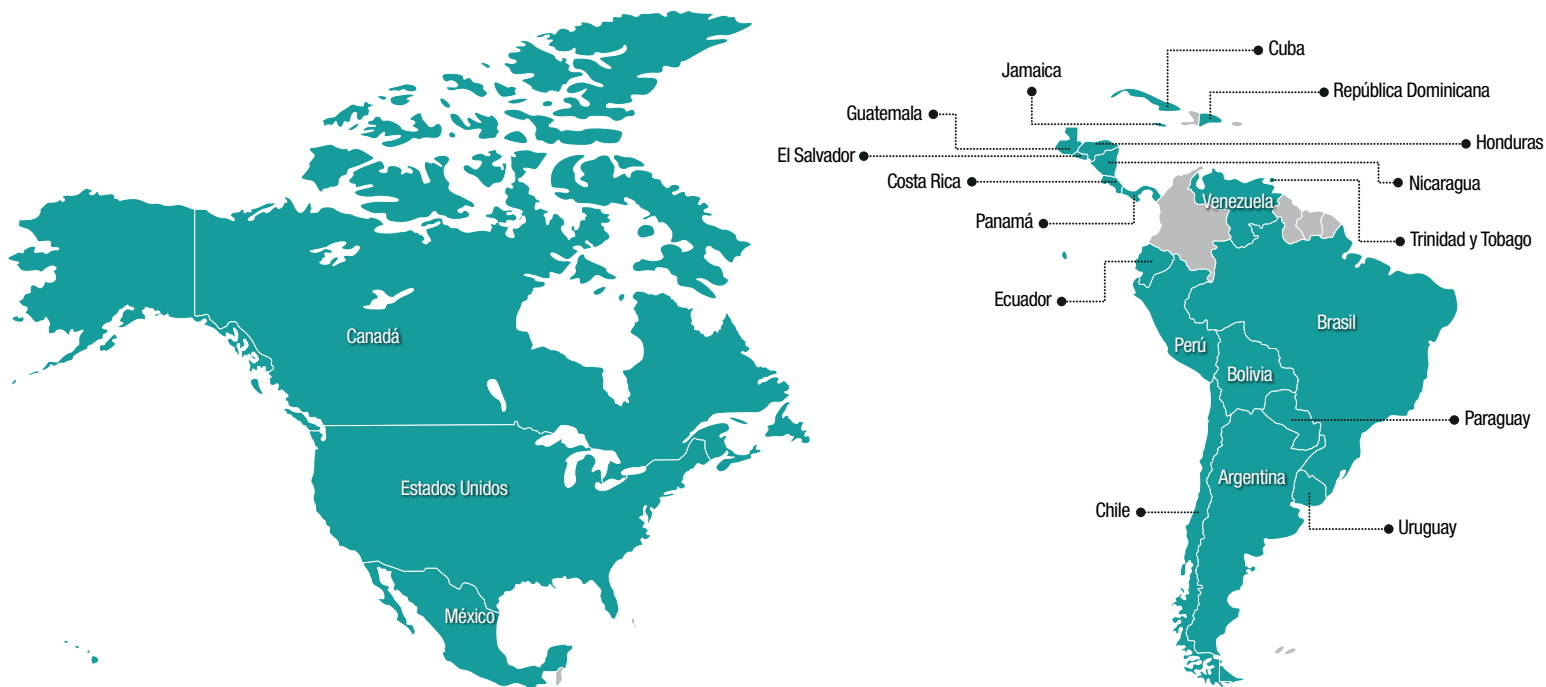 Canadá
Estados Unidos
México
Cuba
Jamaica
República Dominicana
Guatemala
Honduras
El Salvador
Costa Rica
Nicaragua
Venezuela
Panamá
Trinidad y Tobago
Ecuador
Brasil
Perú
Bolivia
Paraguay
Argentina
Chile
Uruguay